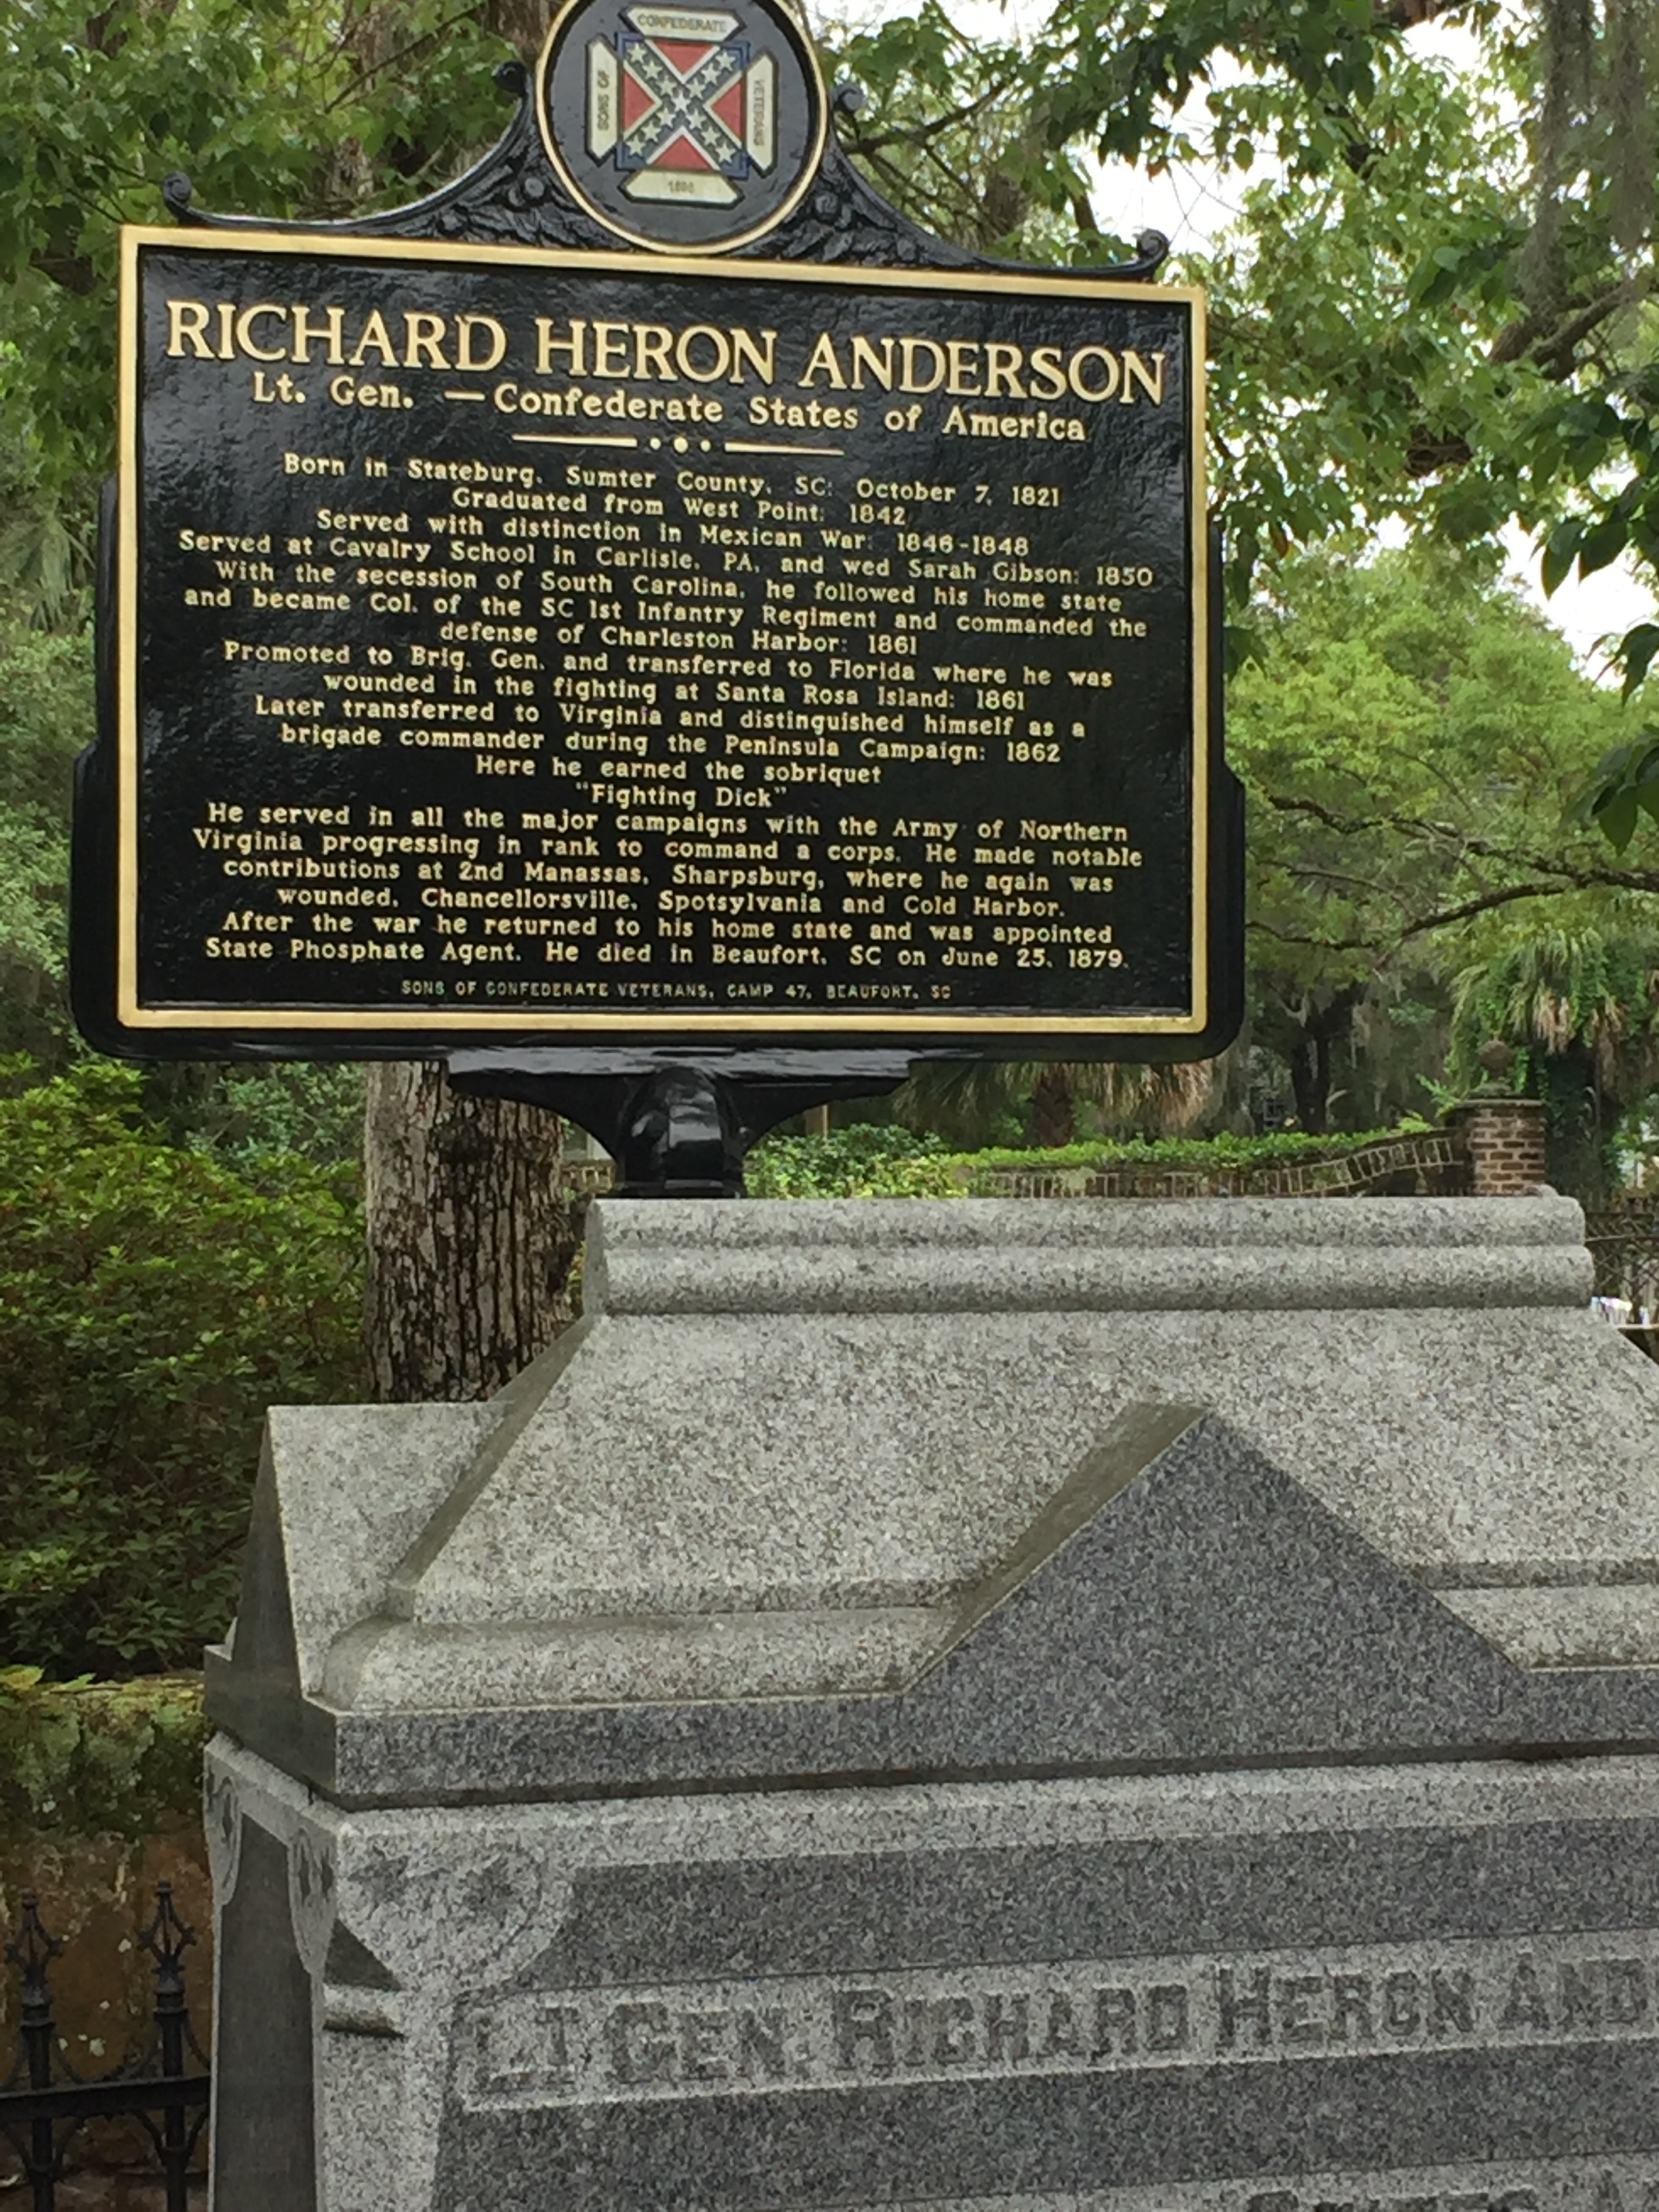 CONFEDERATE
SONS OF
VETERANS
1896
RICHARD HERON ANDERSON
Lt. Gen. — Confederate States of America
Born in Stateburg, Sumter County, SC: October 7, 1821
Graduated from West Point: 1842
Served with distinction in Mexican War: 1846-1848
Served at Cavalry School in Carlisle, PA, and wed Sarah Gibson: 1850
With the secession of South Carolina, he followed his home state
and became Col. of the SC 1st Infantry Regiment and commanded the
defense of Charleston Harbor: 1861
Promoted to Brig. Gen. and transferred to Florida where he was
wounded in the fighting at Santa Rosa Island: 1861
Later transferred to Virginia and distinguished himself as a
brigade commander during the Peninsula Campaign: 1862
Here he earned the sobriquet
"Fighting Dick"
He served in all the major campaigns with the Army of Northern
Virginia progressing in rank to command a corps. He made notable
contributions at 2nd Manassas, Sharpsburg, where he again was
wounded, Chancellorsville, Spotsylvania and Cold Harbor.
After the war he returned to his home state and was appointed
State Phosphate Agent. He died in Beaufort, SC on June 25, 1879.
SONS OF CONFEDERATE VETERANS, CAMP 47, BEAUFORT, SC
LT GEN. RICHARD HERON AND